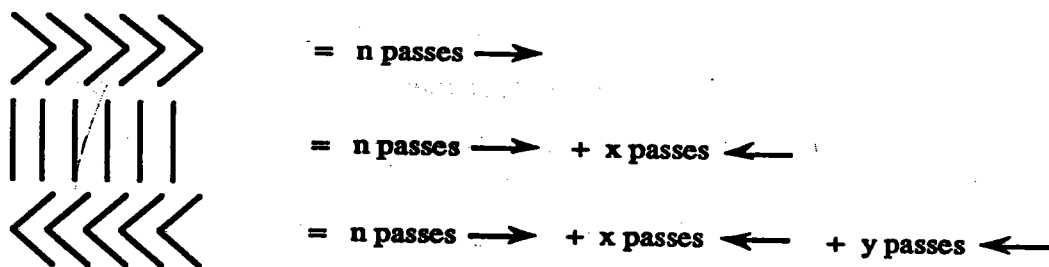 = n passes → 
= n passes → + x passes ←
= n passes → + x passes ← + y passes ←